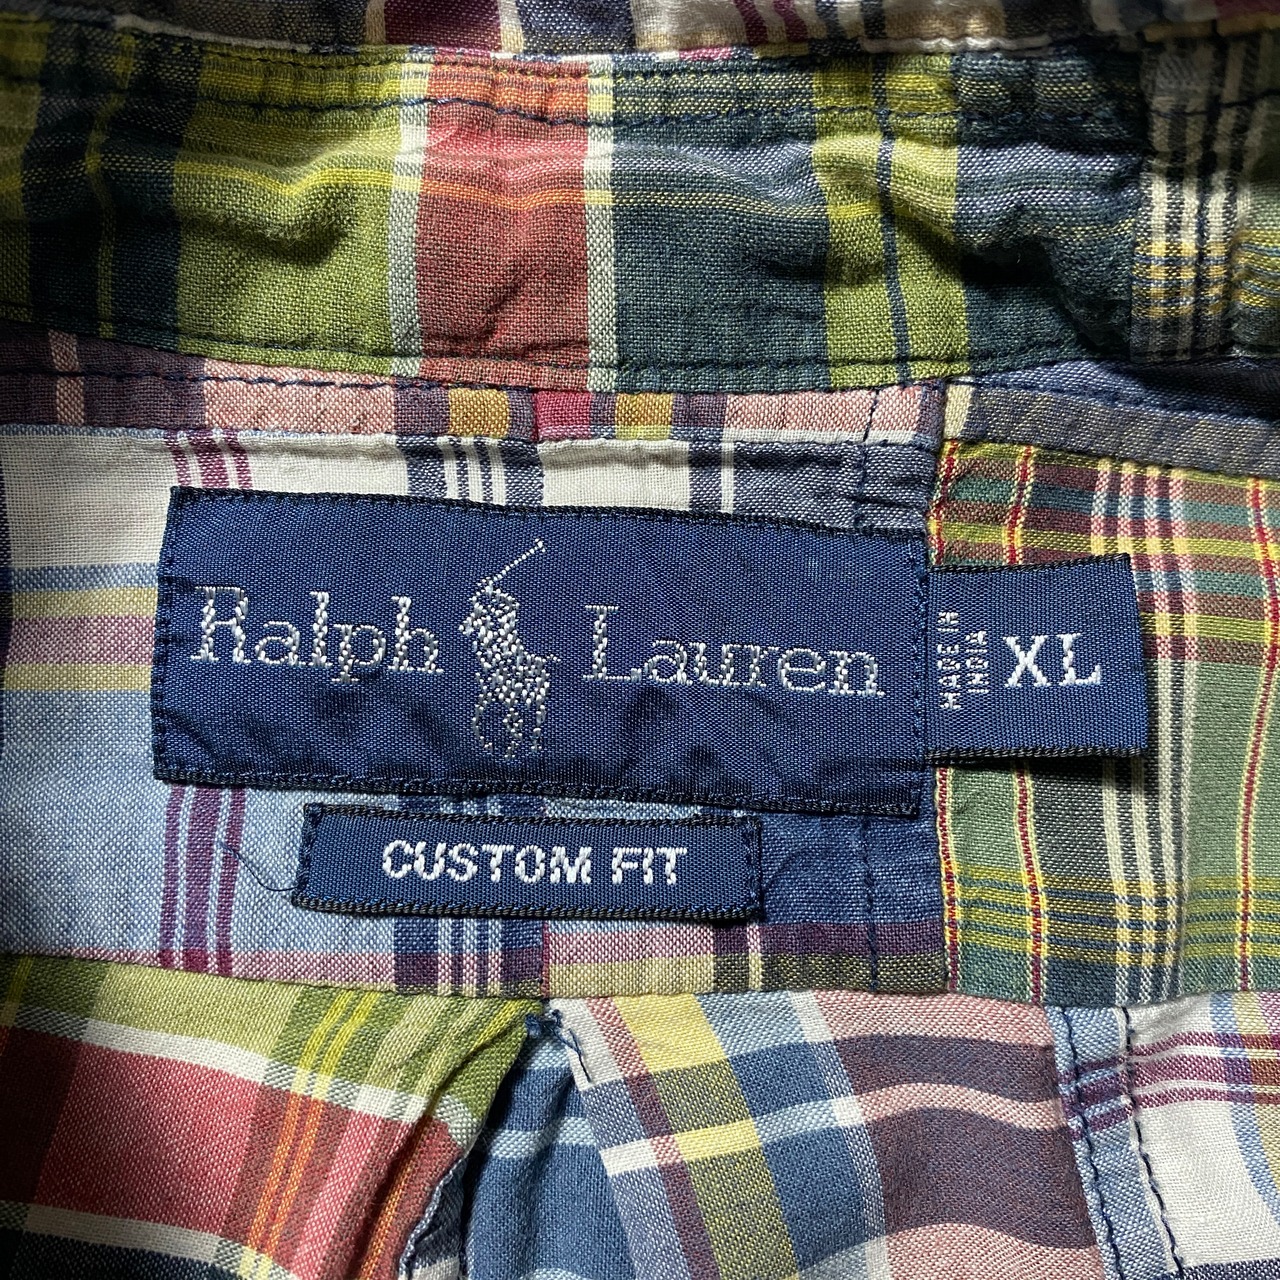 Ralph Lauren
MADE IN
INDIA
XL
CUSTOM FIT